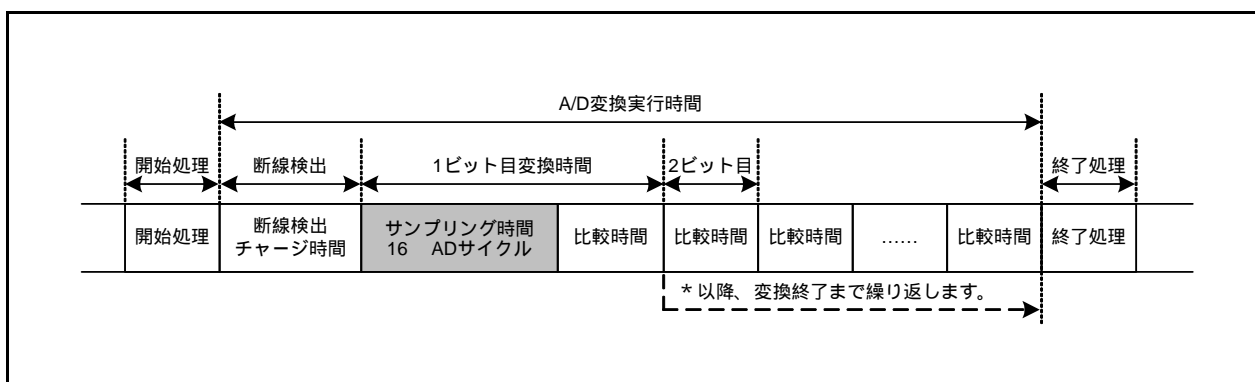 A/D変換実行時間
開始処理 断線検出 1ビット目変換時間 2ビット目 終了処理
開始処理 断線検出 チャージ時間 サンプリング時間 16 ADサイクル 比較時間 比較時間 比較時間 …… 比較時間 終了処理
*以降、変換終了まで繰り返します。